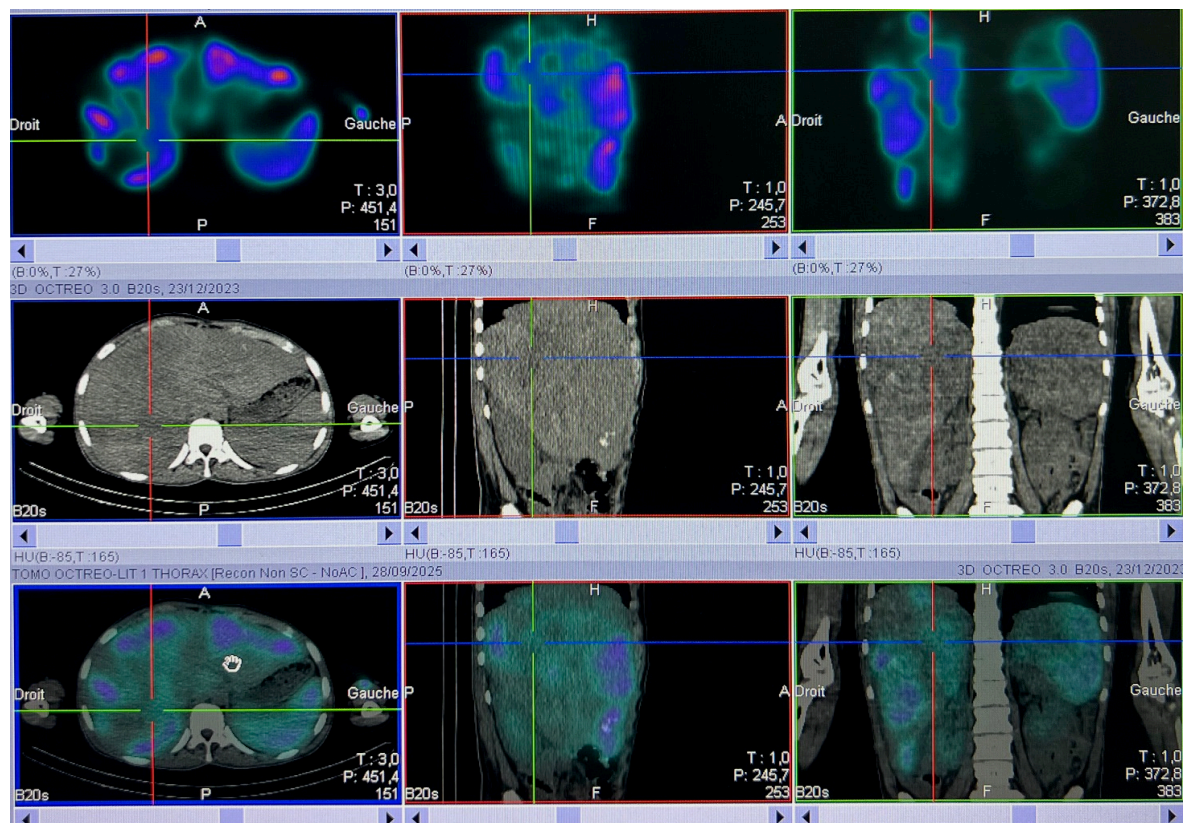 A
Droit
Gauche
T : 3,0
P: 451,4
151
P
H
P
A
T : 1,0
P: 245,7
253
F
H
Droit
Gauche
T : 1,0
P: 372,8
383
F
(B:0%,T :27%)
(B:0%,T :27%)
(B:0%,T :27%)
3D OCTREO 3.0 B20s, 23/12/2023
A
Droit
Gauche
T : 3,0
P: 451,4
151
P
B20s
H
P
A
T : 1,0
P: 245,7
253
F
B20s
H
Droit
Gauche
T : 1,0
P: 372,8
383
F
B20s
HU(B:-85,T :165)
HU(B:-85,T :165)
HU(B:-85,T :165)
TOMO OCTREO-LIT 1 THORAX [Recon Non SC - NoAC ], 28/09/2025
3D OCTREO 3.0 B20s, 23/12/2023
A
Droit
Gauche
T : 3,0
P: 451,4
151
P
B20s
H
P
A
T : 1,0
P: 245,7
253
F
B20s
H
Droit
Gauche
T : 1,0
P: 372,8
383
F
B20s